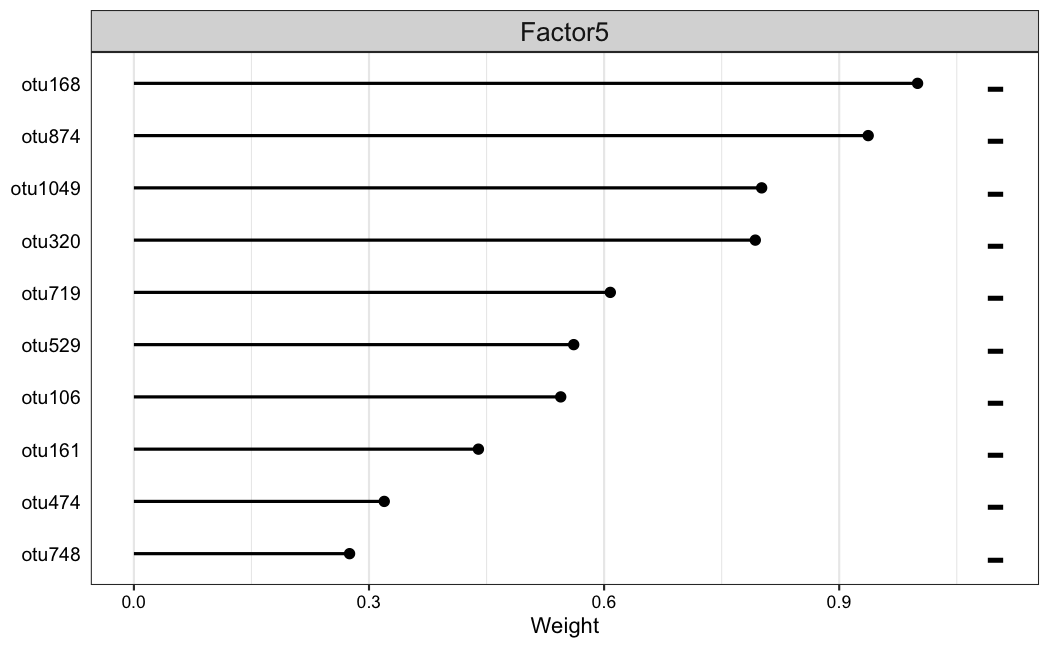 Factor5
otu168 –
otu874 –
otu1049 –
otu320 –
otu719 –
otu529 –
otu106 –
otu161 –
otu474 –
otu748 –
0.0 0.3 0.6 0.9
Weight